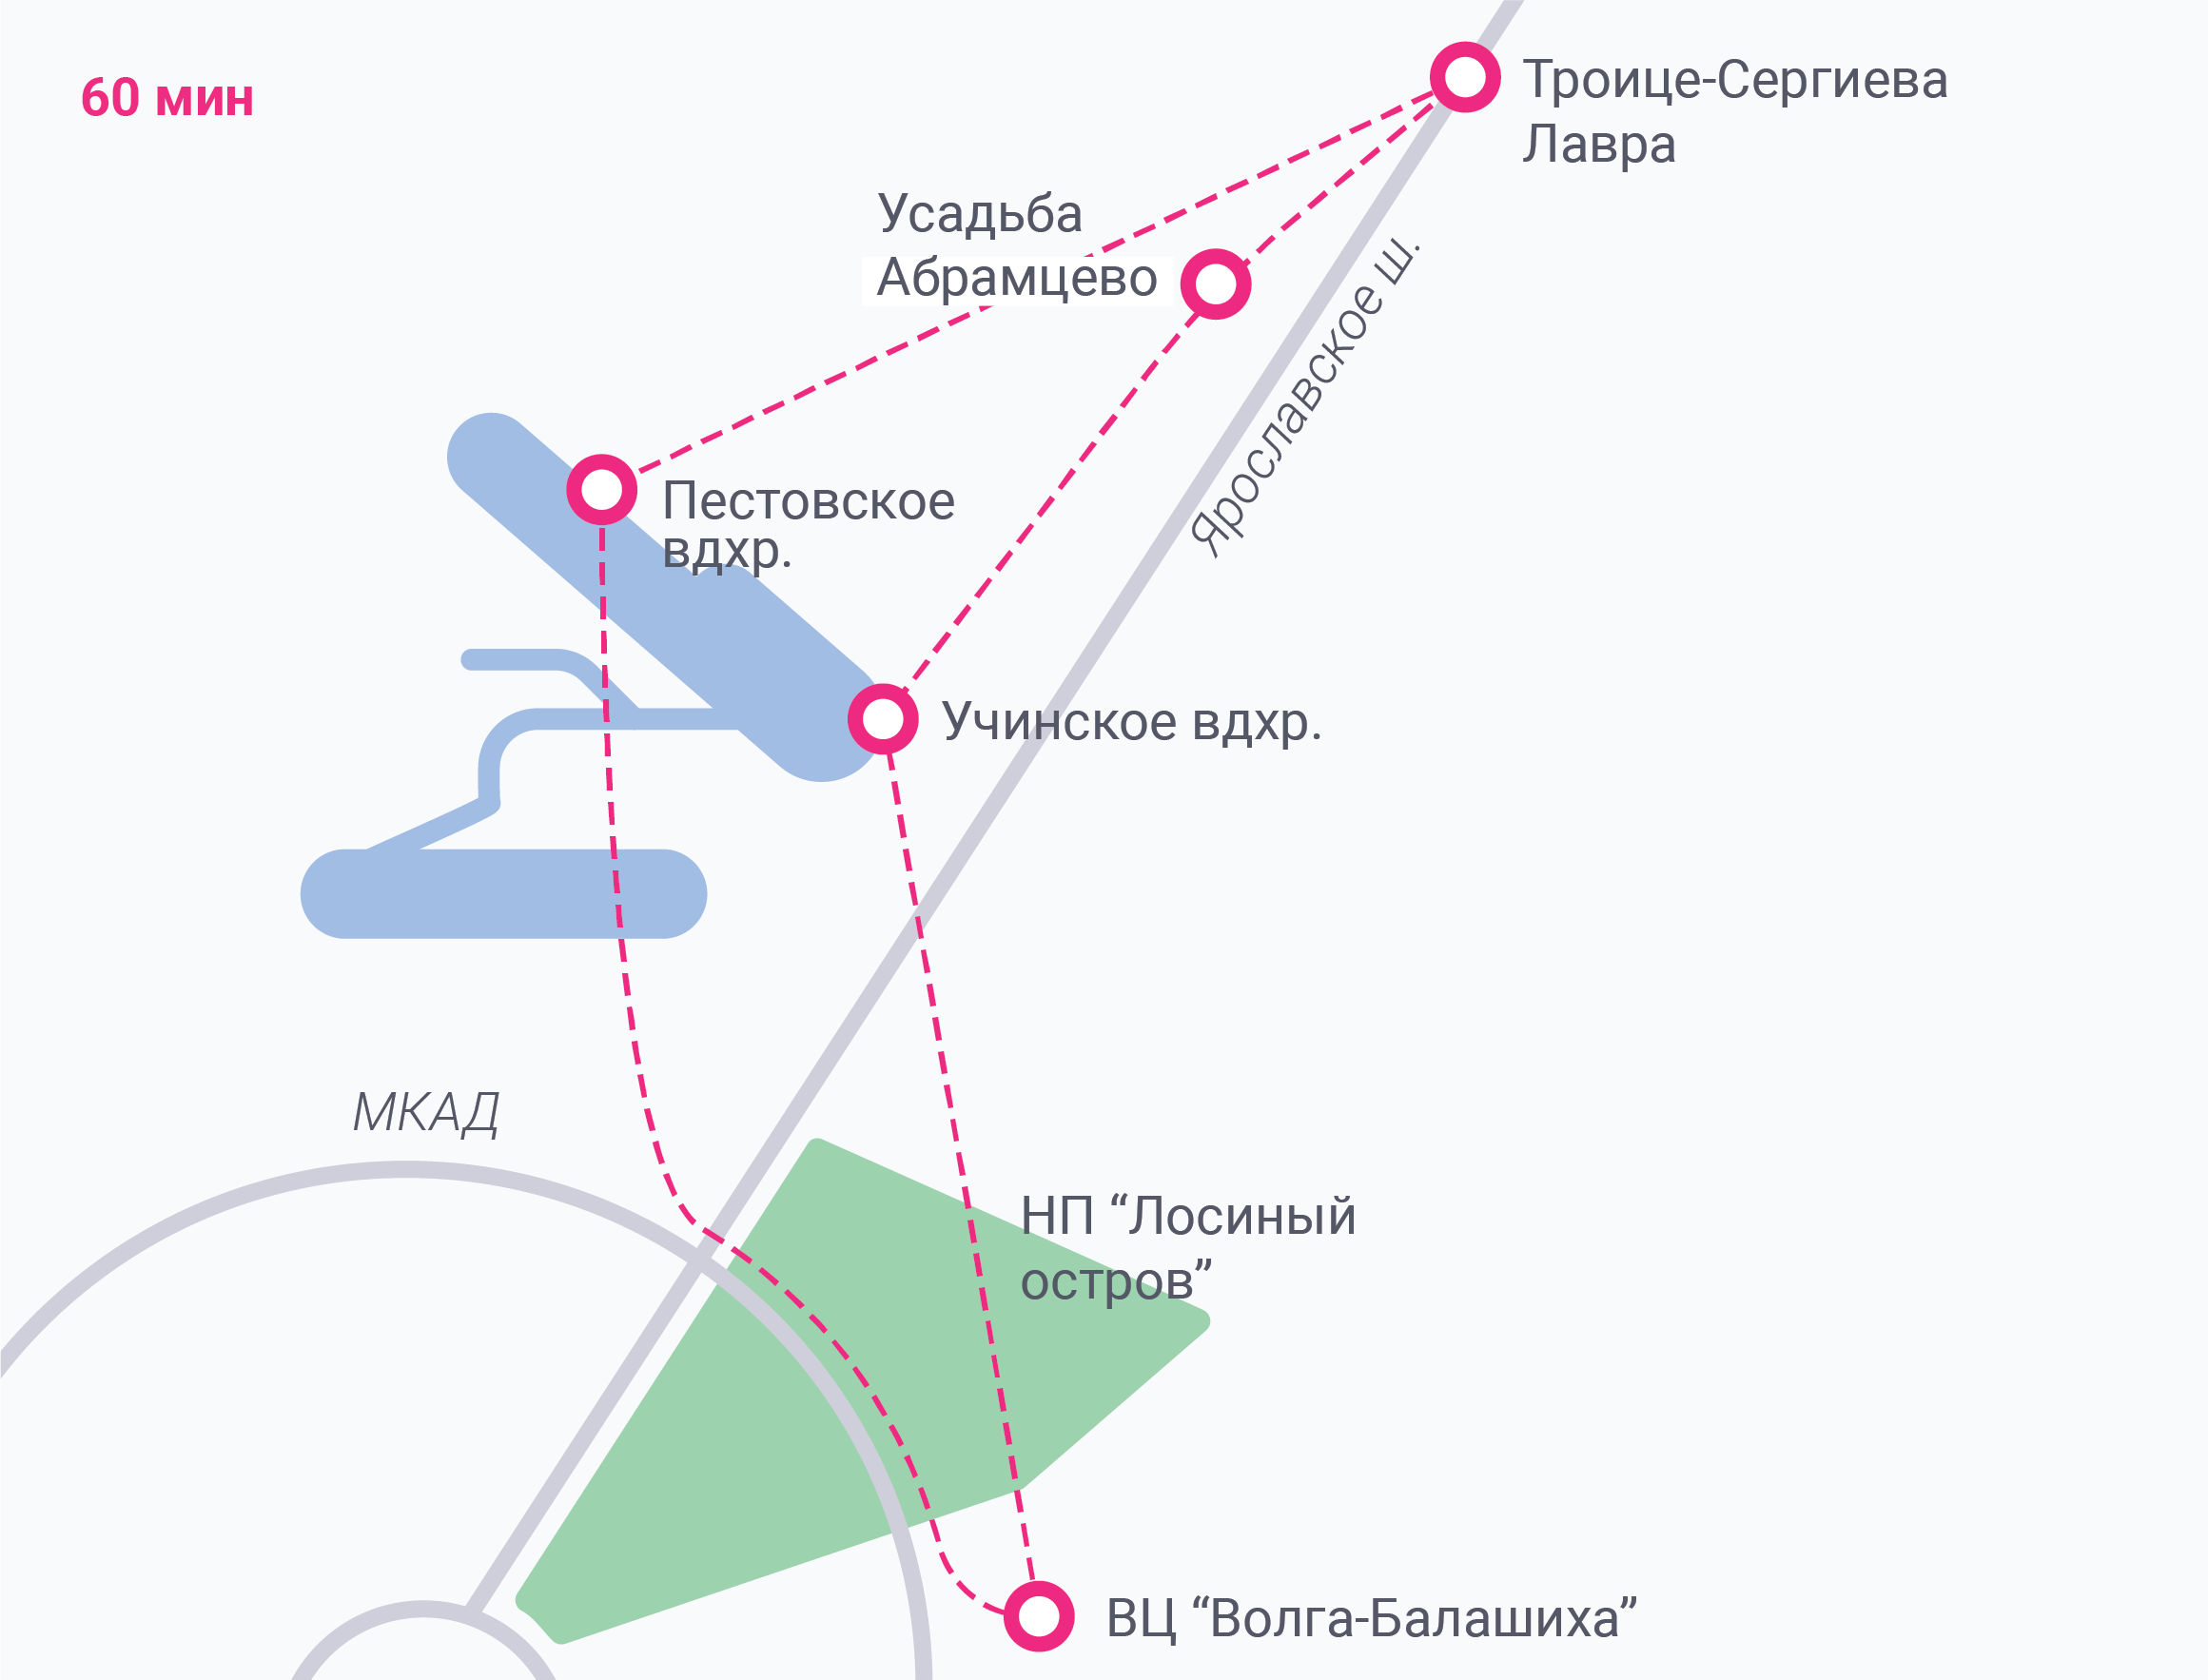 60 мин
Троице-Сергиева
Лавра
Усадьба
Абрамцево
Ярославское ш.
Пестовское
вдхр.
Учинское вдхр.
МКАД
НП “Лосиный
остров”
ВЦ “Волга-Балашиха”